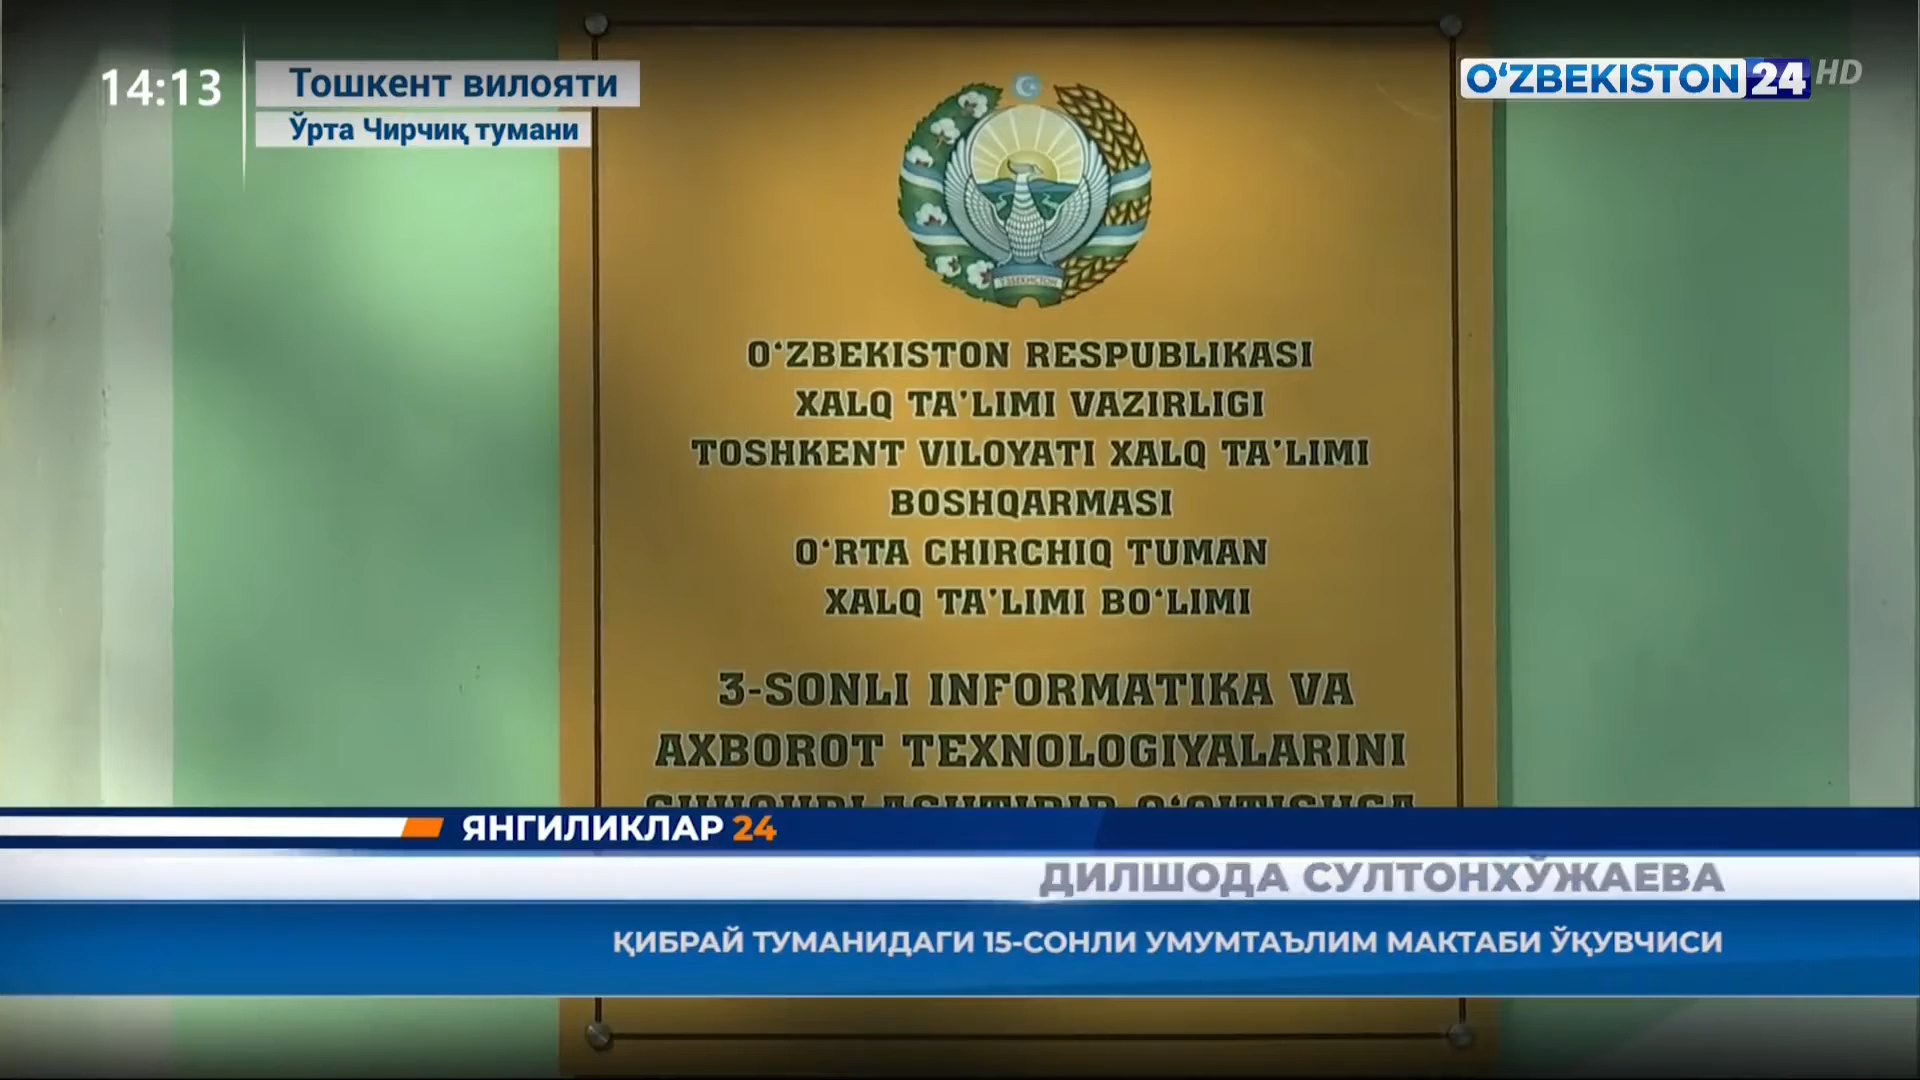 14:13
Тошкент вилояти
Ўрта Чирчиқ тумани
O‘ZBEKISTON 24 HD
O‘ZBEKISTON RESPUBLIKASI
XALQ TA’LIMI VAZIRLIGI
TOSHKENT VILOYATI XALQ TA’LIMI
BOSHQARMASI
O‘RTA CHIRCHIQ TUMAN
XALQ TA’LIMI BO‘LIMI
3-SONLI INFORMATIKA VA
AXBOROT TEXNOLOGIYALARINI
ЯНГИЛИКЛАР 24
ДИЛШОДА СУЛТОНХЎЖАЕВА
ҚИБРАЙ ТУМАНИДАГИ 15-СОНЛИ УМУМТАЪЛИМ МАКТАБИ ЎҚУВЧИСИ